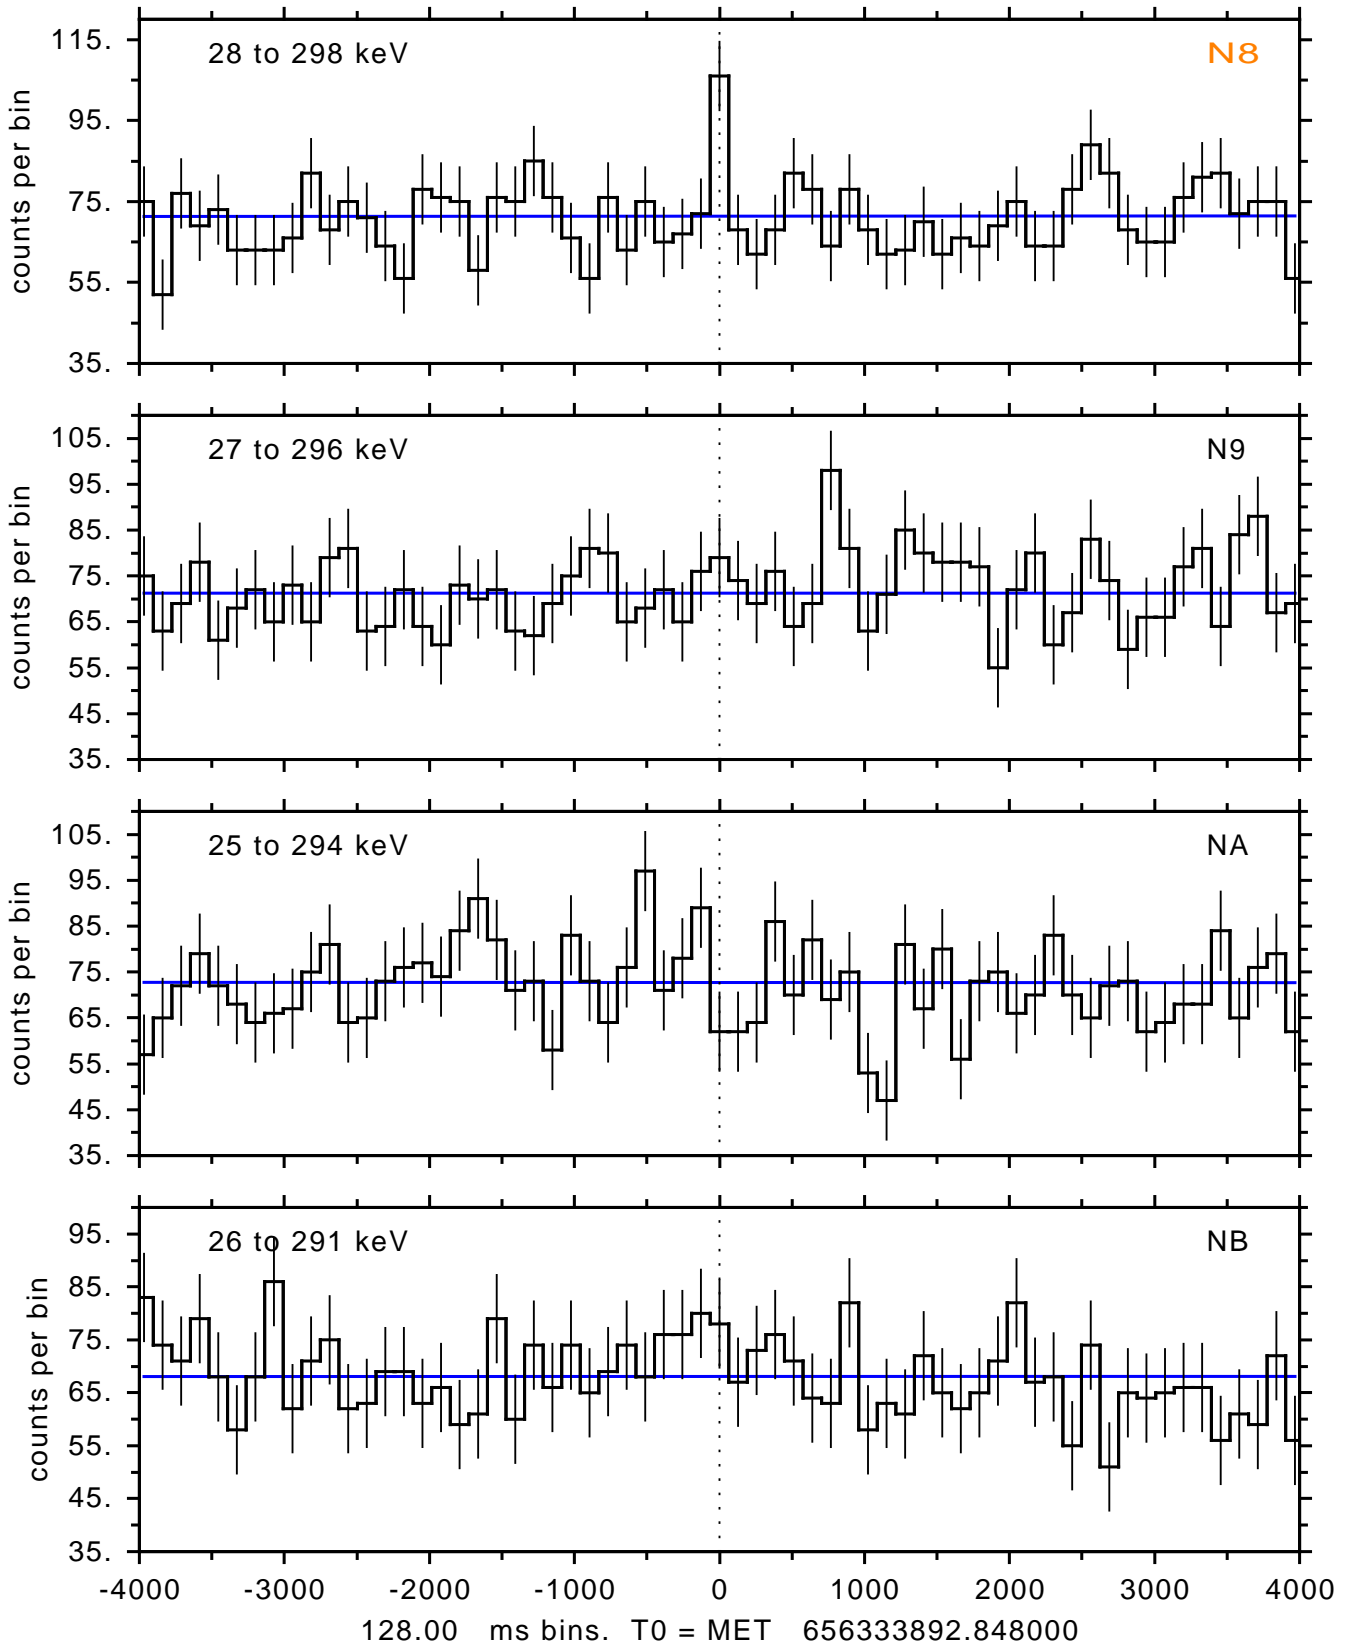 28 to 298 keV N8
115.
95.
75.
55.
35.
counts per bin
27 to 296 keV N9
105.
95.
85.
75.
65.
55.
45.
35.
counts per bin
25 to 294 keV NA
105.
95.
85.
75.
65.
55.
45.
35.
counts per bin
26 to 291 keV NB
95.
85.
75.
65.
55.
45.
35.
counts per bin
-4000 -3000 -2000 -1000 0 1000 2000 3000 4000
128.00 ms bins. T0 = MET 656333892.848000